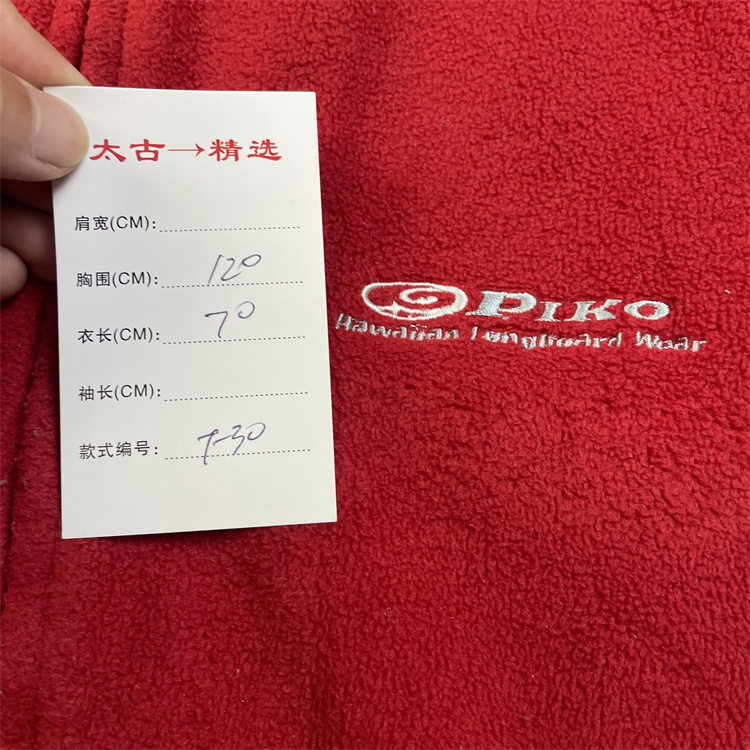 太古→精选
肩宽(CM):
胸围(CM): 120
衣长(CM): 70
袖长(CM):
款式编号: 7-30
PIKO
Hawaiian Longboard Wear